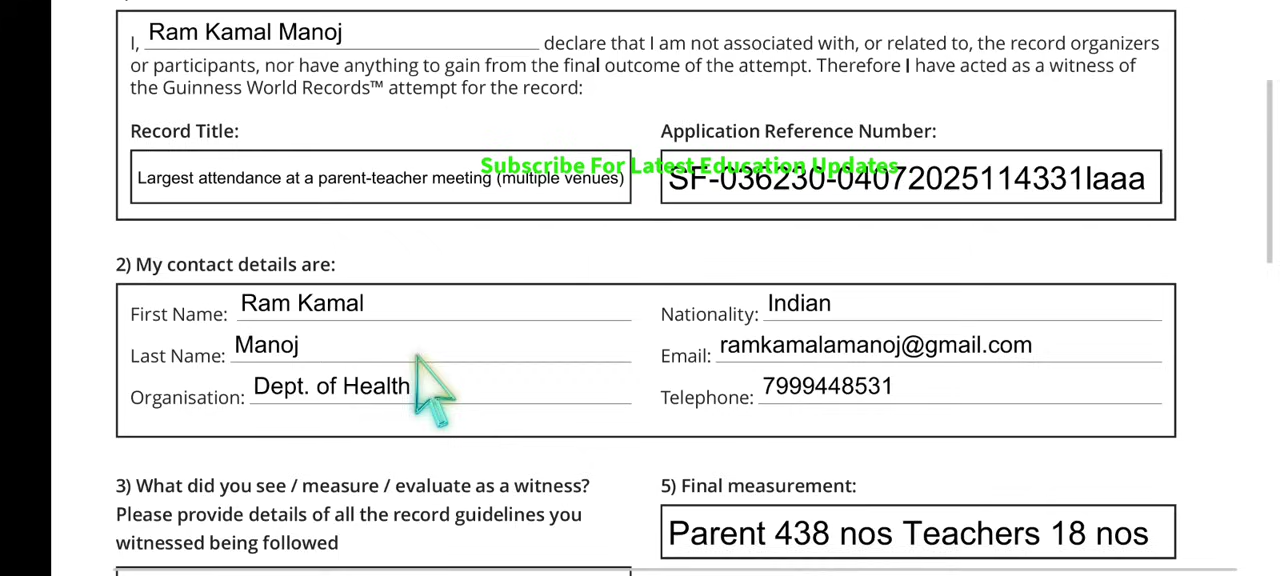 I, Ram Kamal Manoj declare that I am not associated with, or related to, the record organizers
or participants, nor have anything to gain from the final outcome of the attempt. Therefore I have acted as a witness of
the Guinness World Records™ attempt for the record:
Record Title:
Application Reference Number:
Subscribe For Latest Education Updates
Largest attendance at a parent-teacher meeting (multiple venues)
SF-036230-04072025114331laaa
2) My contact details are:
First Name: Ram Kamal
Nationality: Indian
Last Name: Manoj
Email: ramkamalamanoj@gmail.com
Organisation: Dept. of Health
Telephone: 7999448531
3) What did you see / measure / evaluate as a witness?
Please provide details of all the record guidelines you
witnessed being followed
5) Final measurement:
Parent 438 nos Teachers 18 nos